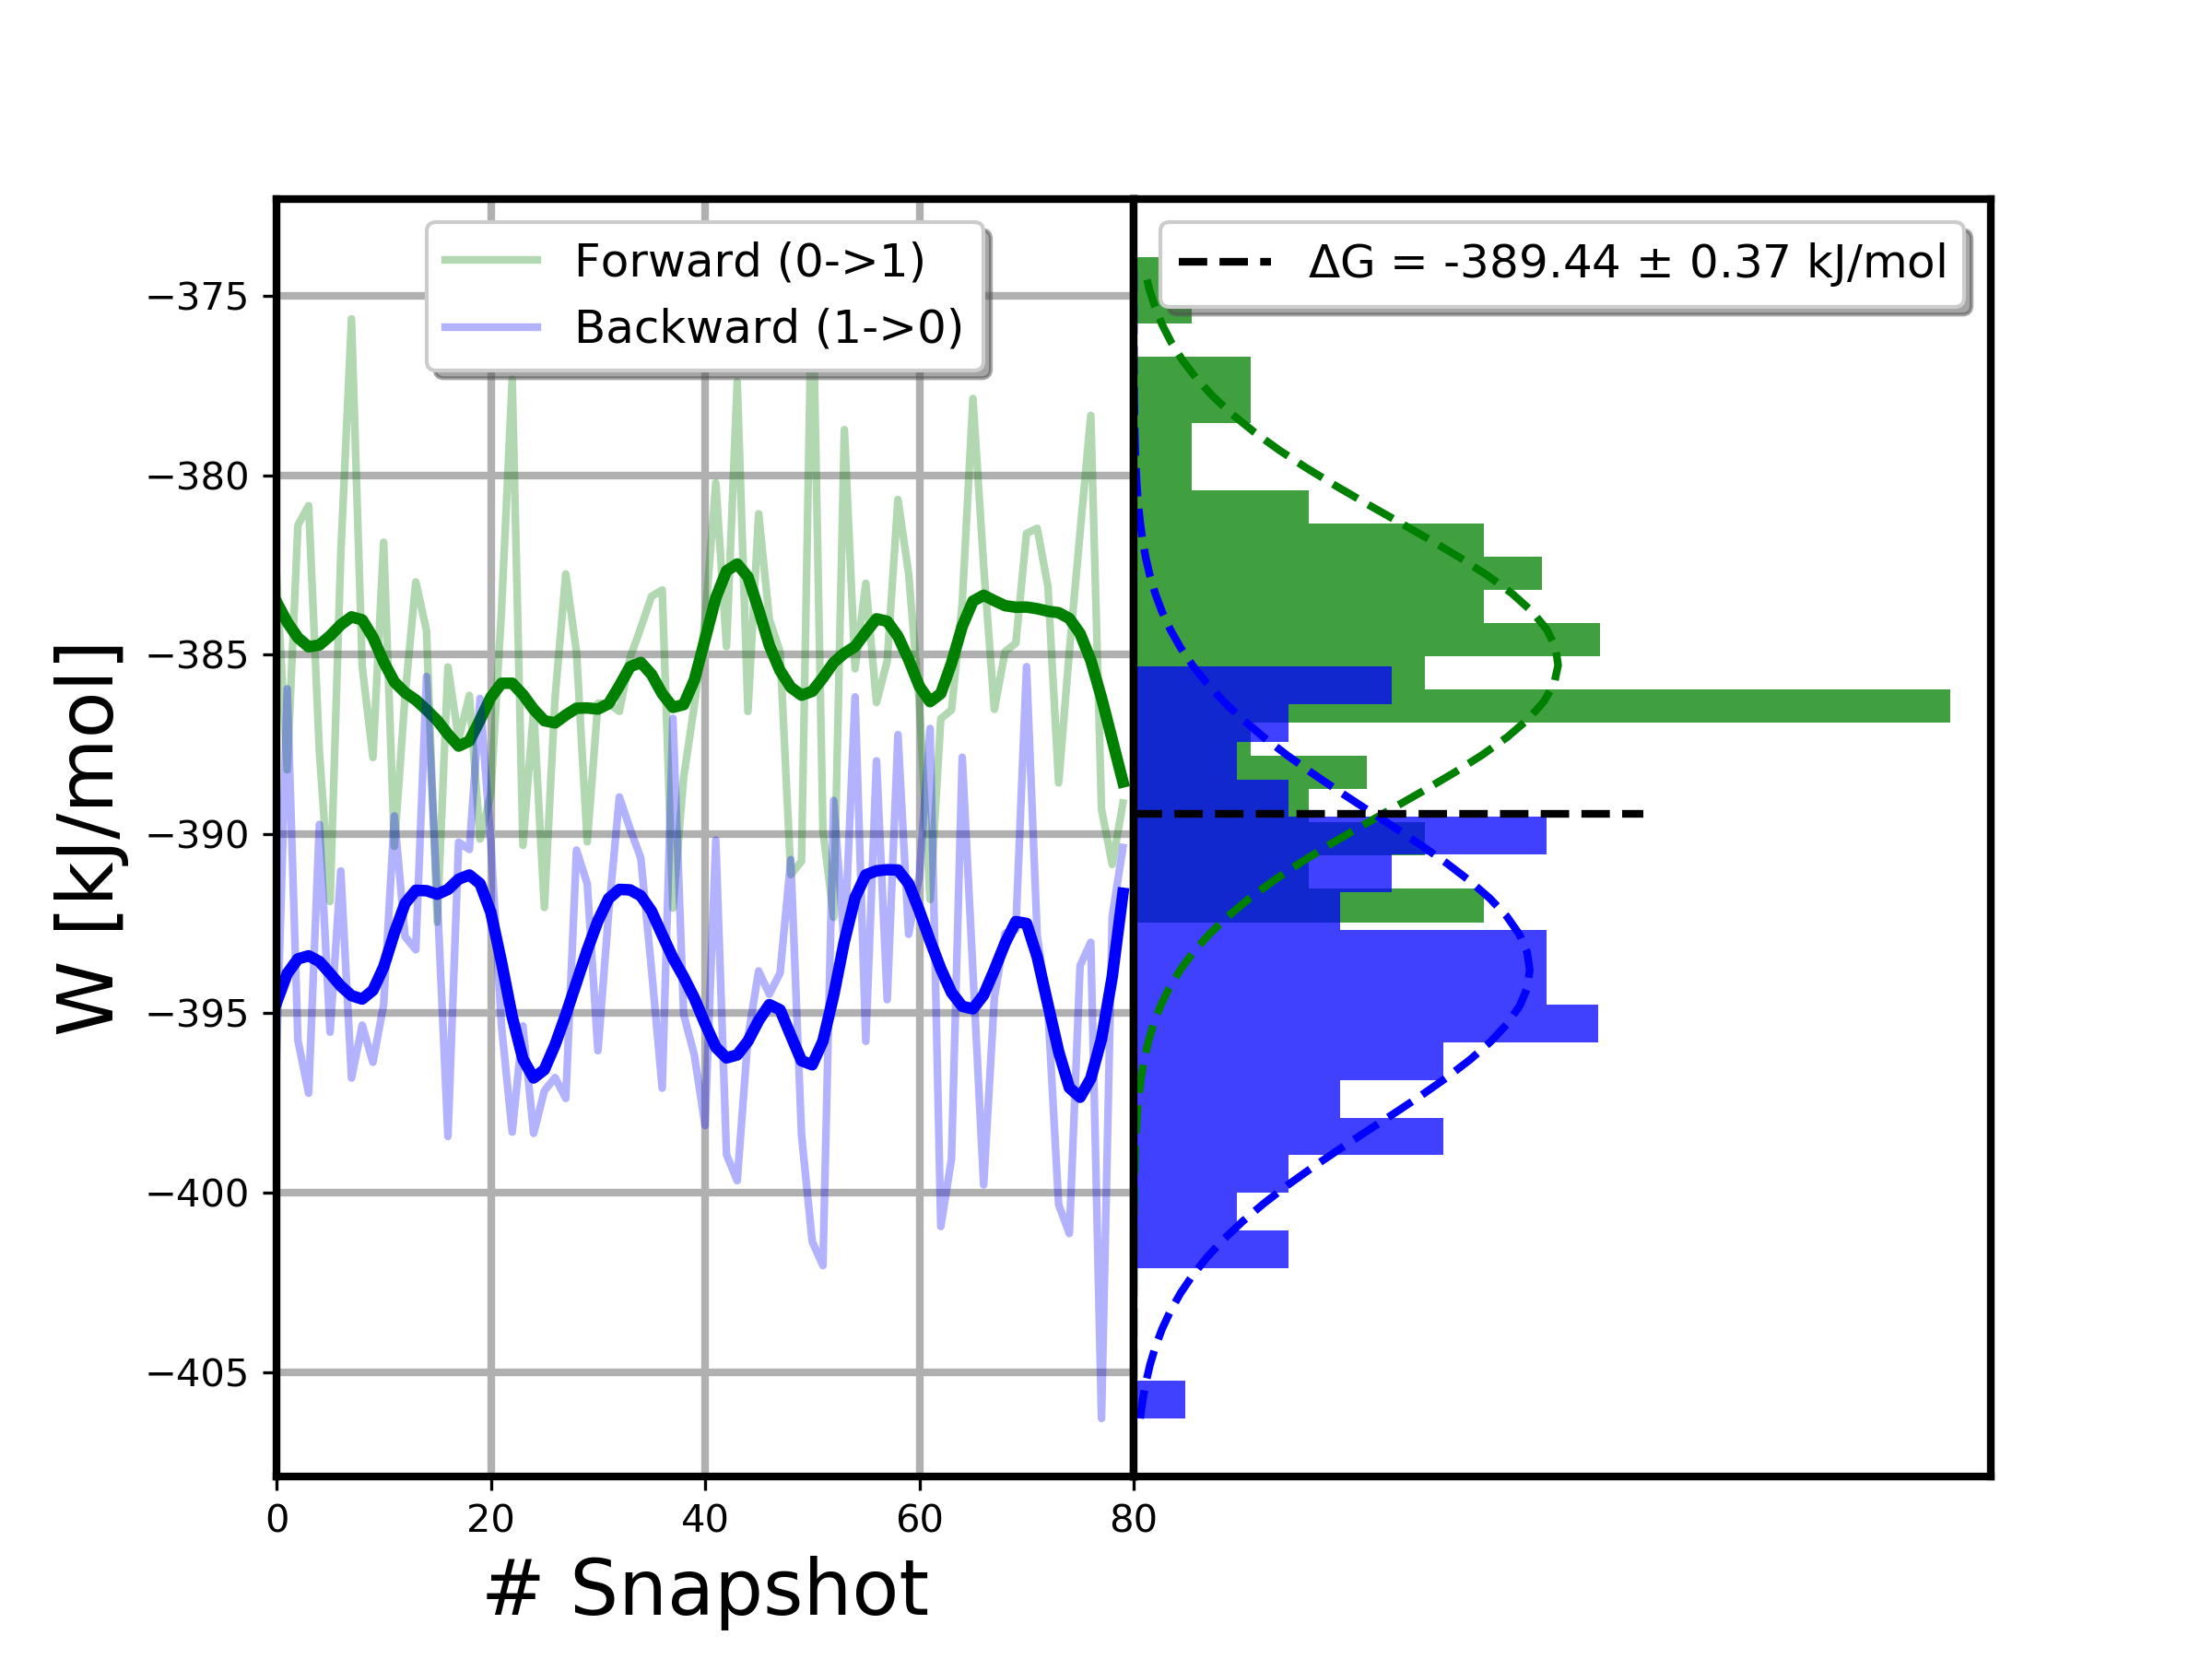 Forward (0->1)
Backward (1->0)
ΔG = -389.44 ± 0.37 kJ/mol
W [kJ/mol]
−375
−380
−385
−390
−395
−400
−405
0 20 40 60 80
# Snapshot